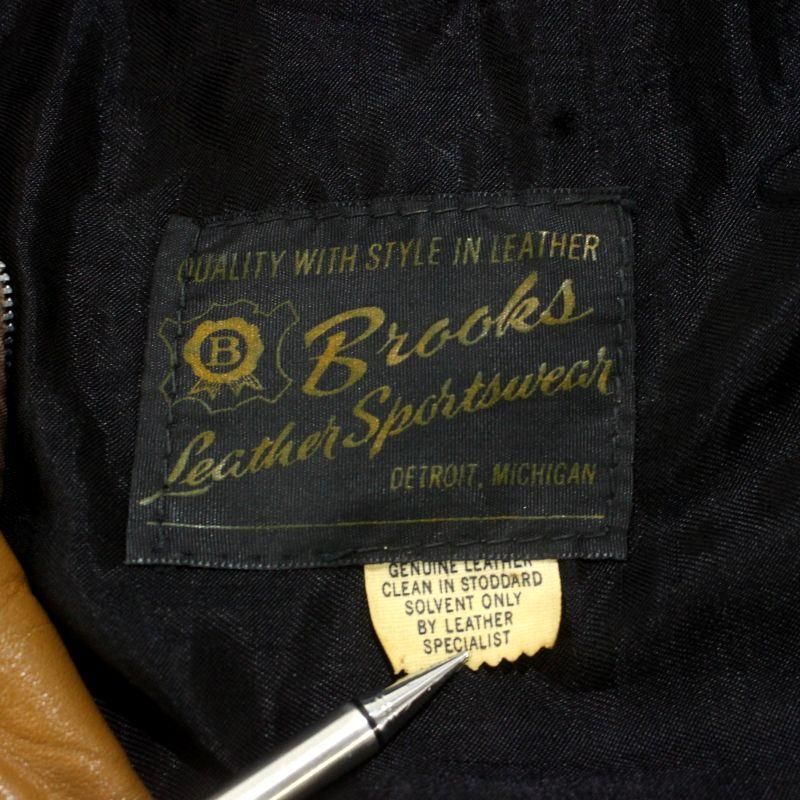 QUALITY WITH STYLE IN LEATHER
B
Brooks
Leather Sportswear
DETROIT, MICHIGAN
GENUINE LEATHER
CLEAN IN STODDARD
SOLVENT ONLY
BY LEATHER
SPECIALIST